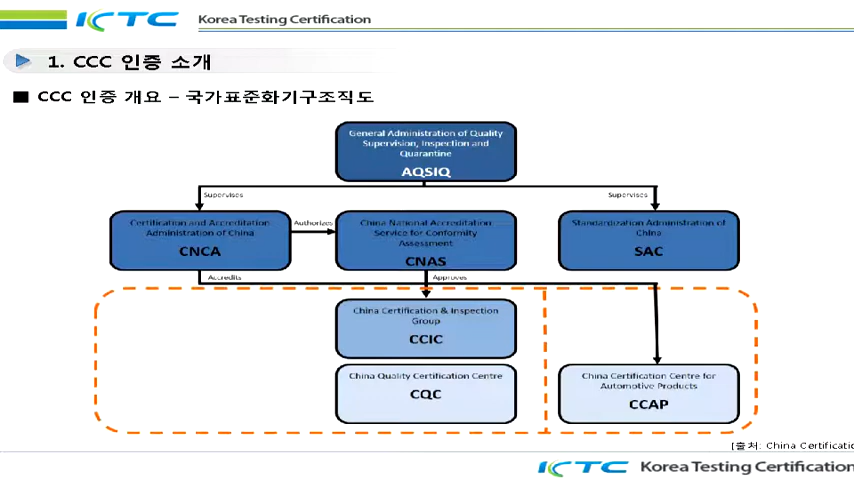 KTC Korea Testing Certification
1. CCC 인증 소개
■ CCC 인증 개요 – 국가표준화기구조직도
General Administration of Quality
Supervision, Inspection and
Quarantine
AQSIQ
Supervises
Supervises
Certification and Accreditation
Administration of China
CNCA
Authorizes
China National Accreditation
Service for Conformity
Assessment
CNAS
Standardization Administration of
China
SAC
Accredits
Approves
China Certification & Inspection
Group
CCIC
China Quality Certification Centre
CQC
China Certification Centre for
Automotive Products
CCAP
[출처: China Certificatio
KTC Korea Testing Certification